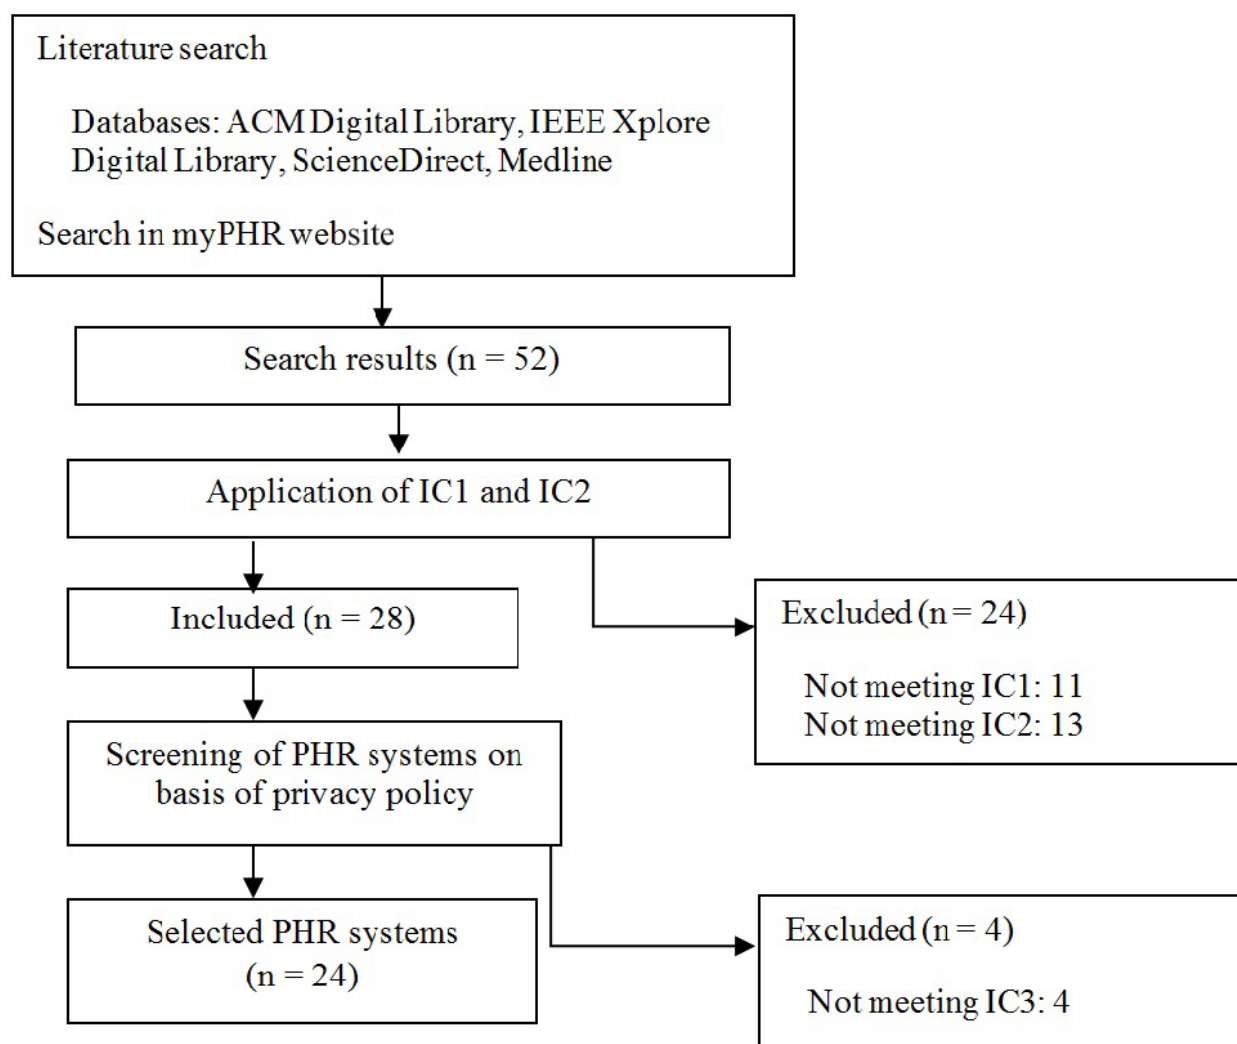 Literature search
Databases: ACM Digital Library, IEEE Xplore
Digital Library, ScienceDirect, Medline
Search in myPHR website
Search results (n = 52)
Application of IC1 and IC2
Included (n = 28)
Excluded (n = 24)
Not meeting IC1: 11
Not meeting IC2: 13
Screening of PHR systems on
basis of privacy policy
Selected PHR systems
(n = 24)
Excluded (n = 4)
Not meeting IC3: 4